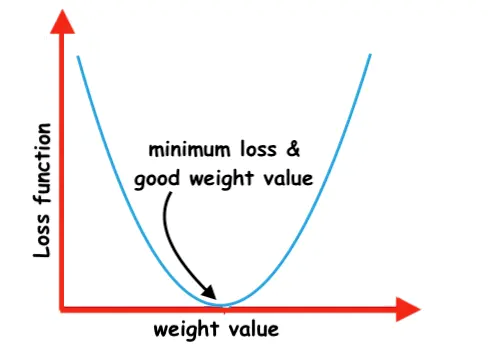 minimum loss &
good weight value
Loss function
weight value